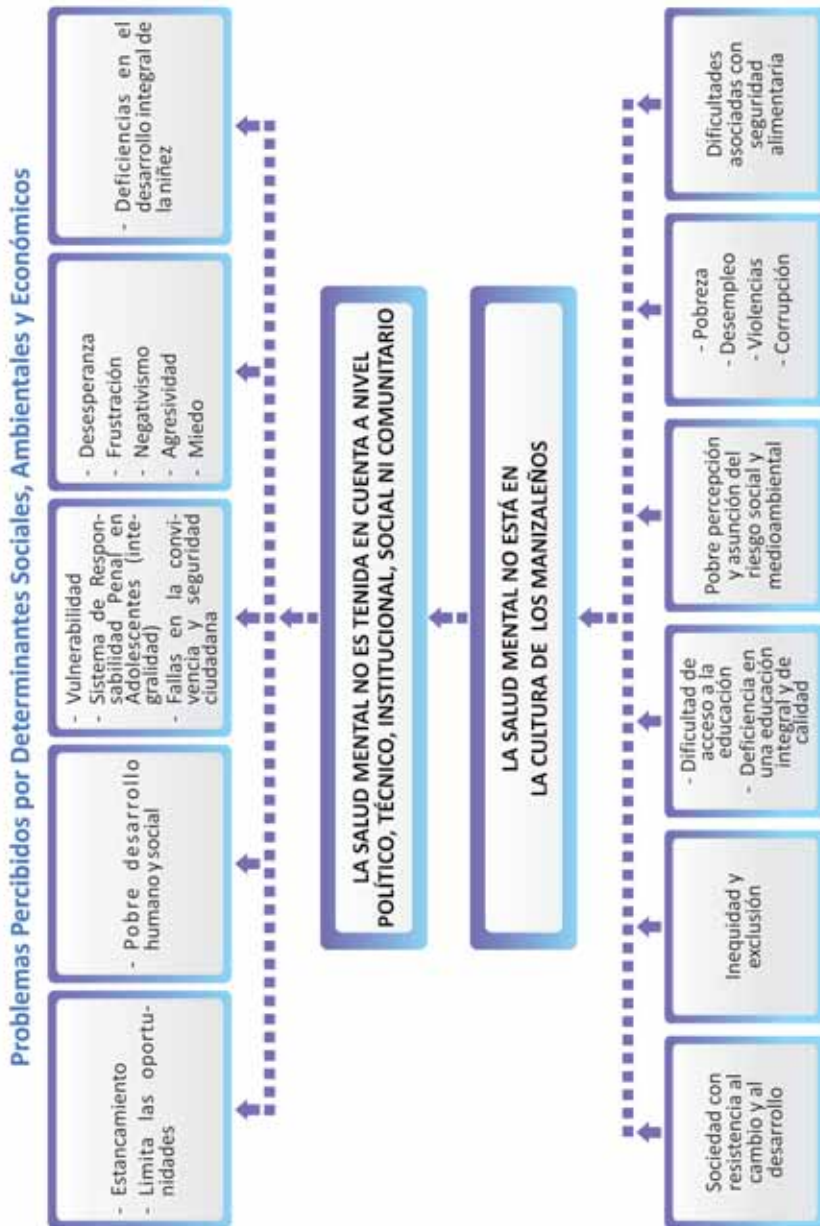 Problemas Percibidos por Determinantes Sociales, Ambientales y Económicos
- Estancamiento
- Limita las oportu-
nidades
- Pobre desarrollo
humano y social
- Vulnerabilidad
- Sistema de Respon-
sabilidad Penal en
Adolescentes (inte-
gralidad)
- Fallas en la convi-
vencia y seguridad
ciudadana
- Desesperanza
- Frustración
- Negativismo
- Agresividad
- Miedo
- Deficiencias en el
desarrollo integral de
la niñez
LA SALUD MENTAL NO ES TENIDA EN CUENTA A NIVEL
POLÍTICO, TÉCNICO, INSTITUCIONAL, SOCIAL NI COMUNITARIO
LA SALUD MENTAL NO ESTÁ EN
LA CULTURA DE LOS MANIZALEÑOS
Sociedad con
resistencia al
cambio y al
desarrollo
Inequidad y
exclusión
- Dificultad de
acceso a la
educación
- Deficiencia en
una educación
integral y de
calidad
Pobre percepción
y asunción del
riesgo social y
medioambiental
- Pobreza
- Desempleo
- Violencias
- Corrupción
Dificultades
asociadas con
seguridad
alimentaria